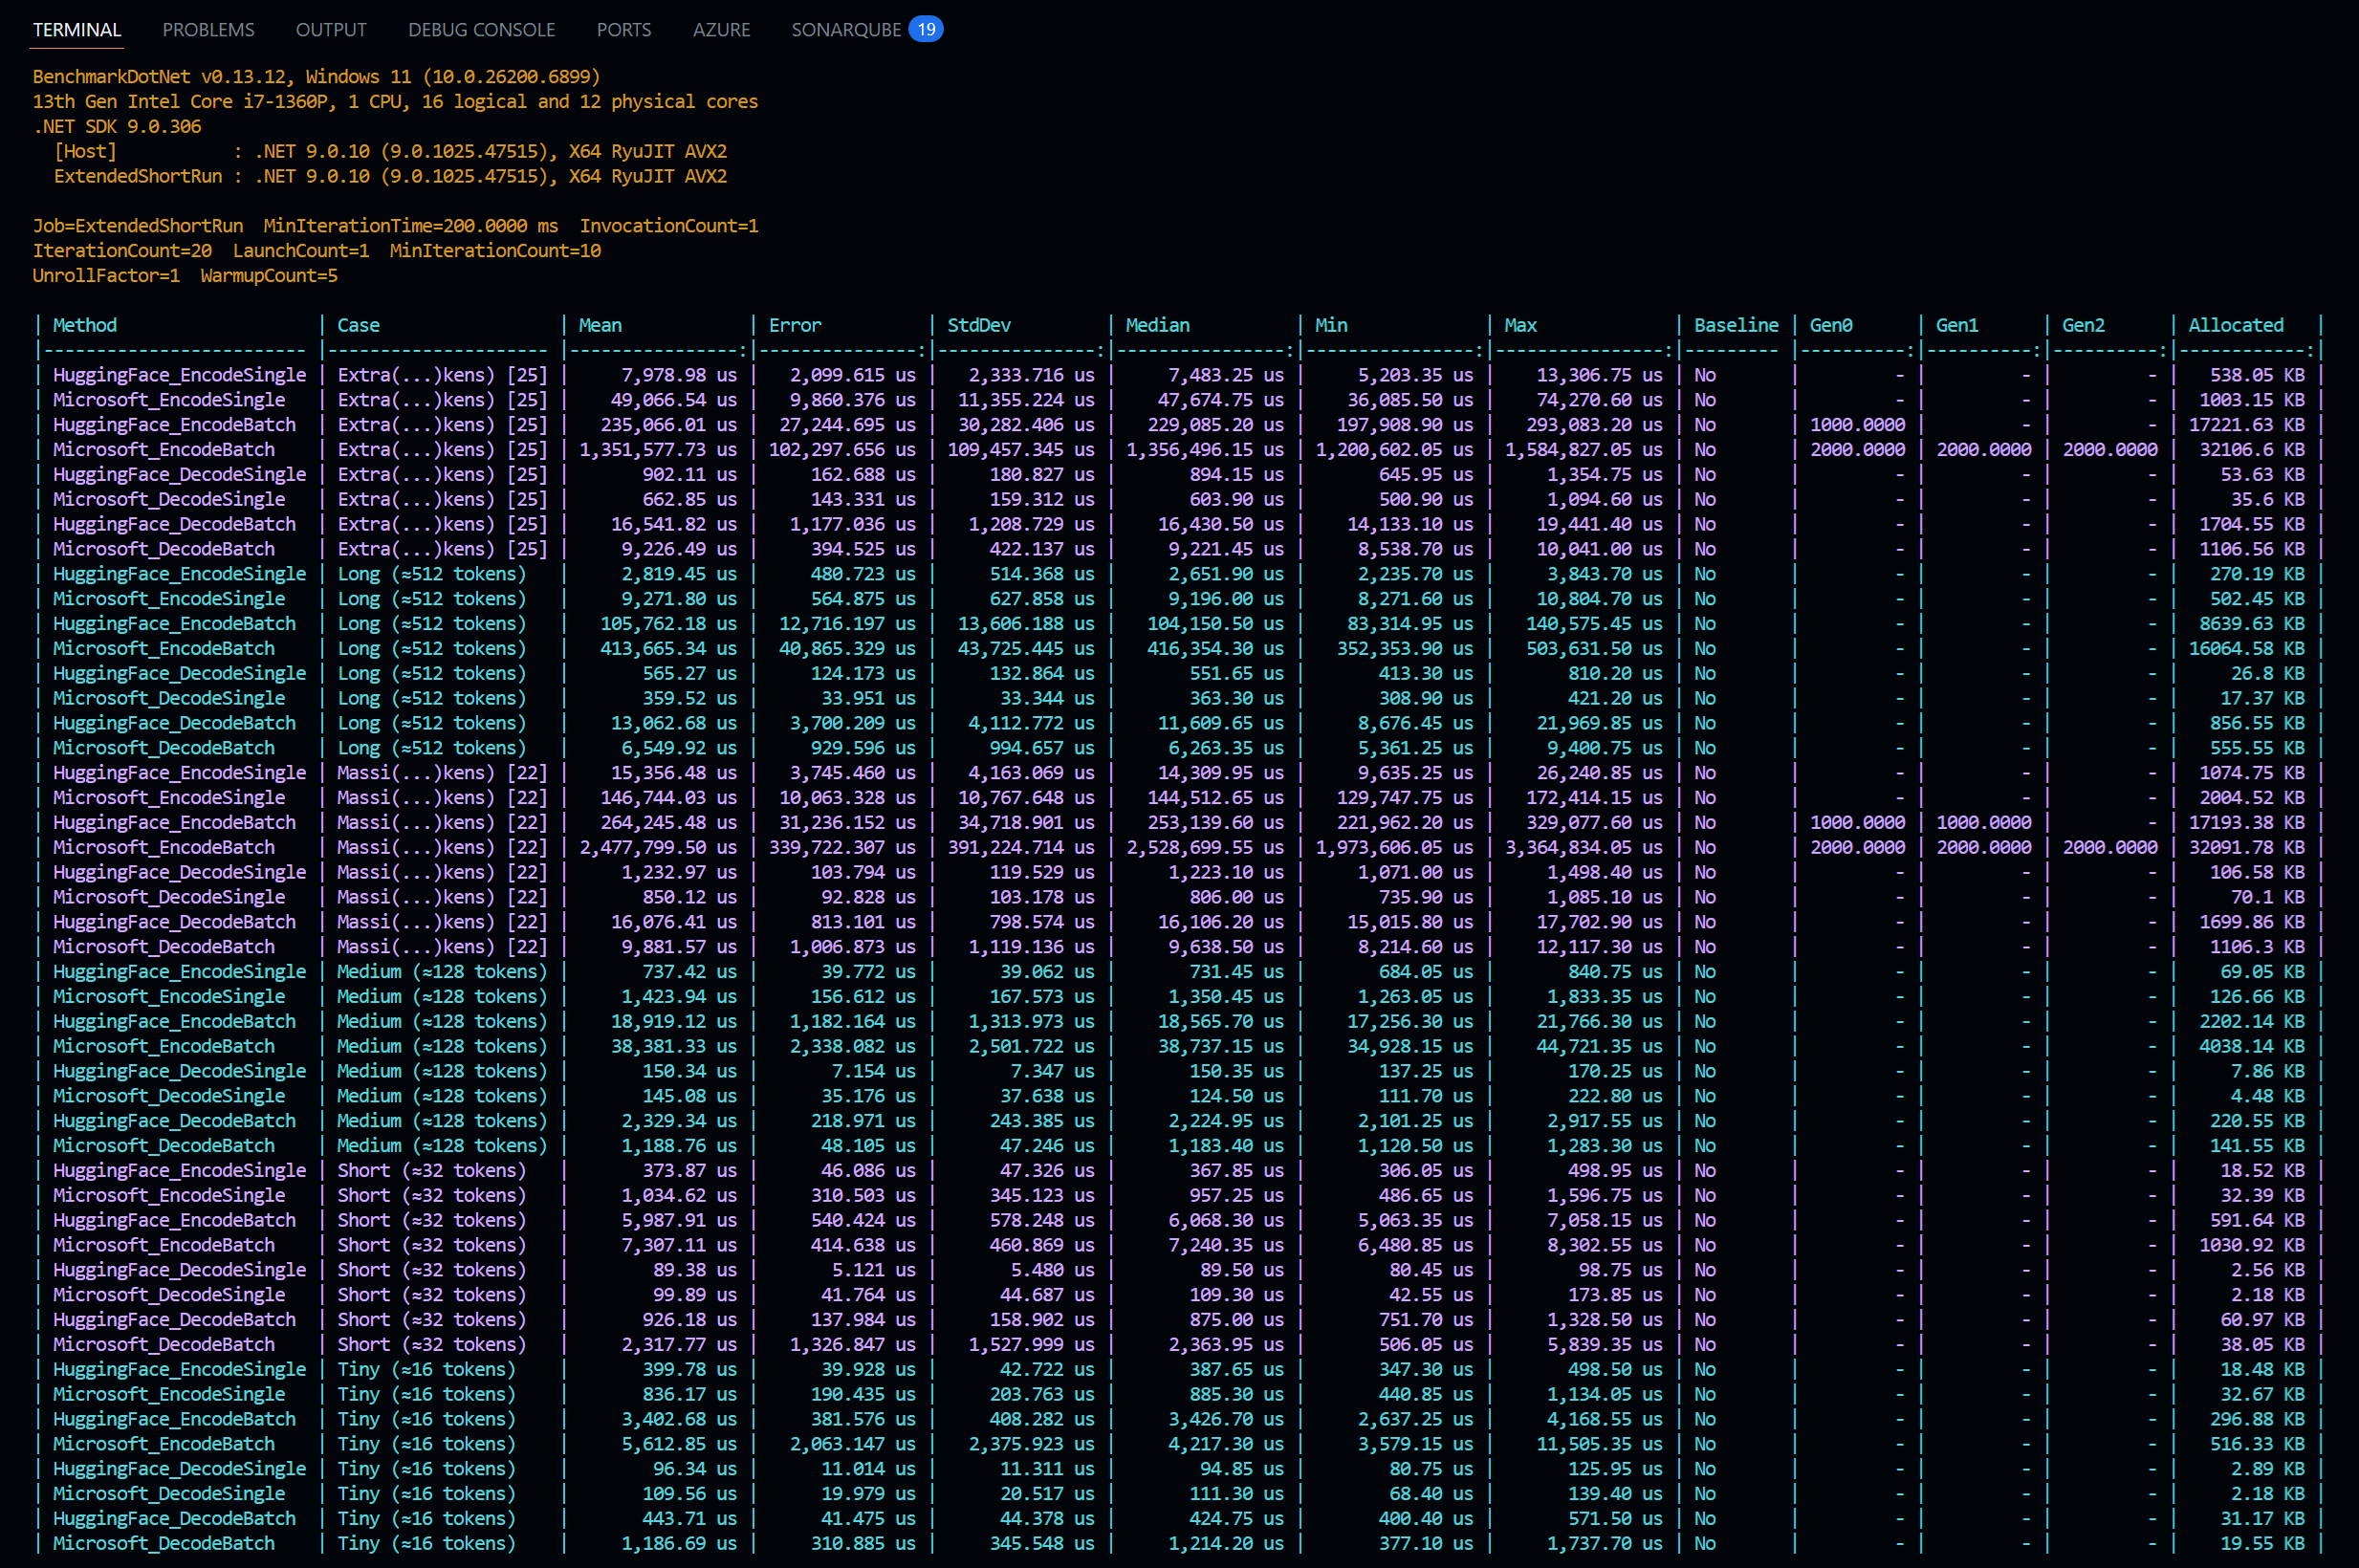 TERMINAL PROBLEMS OUTPUT DEBUG CONSOLE PORTS AZURE SONARQUBE 19
BenchmarkDotNet v0.13.12, Windows 11 (10.0.26200.6899)
13th Gen Intel Core i7-1360P, 1 CPU, 16 logical and 12 physical cores
.NET SDK 9.0.306
  [Host]           : .NET 9.0.10 (9.0.1025.47515), X64 RyuJIT AVX2
  ExtendedShortRun : .NET 9.0.10 (9.0.1025.47515), X64 RyuJIT AVX2
Job=ExtendedShortRun  MinIterationTime=200.0000 ms  InvocationCount=1
IterationCount=20  LaunchCount=1  MinIterationCount=10
UnrollFactor=1  WarmupCount=5
| Method | Case | Mean | Error | StdDev | Median | Min | Max | Baseline | Gen0 | Gen1 | Gen2 | Allocated |
|------------------------- |--------------------- |----------------:|---------------:|---------------:|----------------:|----------------:|----------------:|--------- |----------:|----------:|----------:|------------:|
| HuggingFace_EncodeSingle | Extra(...)kens) [25] | 7,978.98 us | 2,099.615 us | 2,333.716 us | 7,483.25 us | 5,203.35 us | 13,306.75 us | No | - | - | - | 538.05 KB |
| Microsoft_EncodeSingle | Extra(...)kens) [25] | 49,066.54 us | 9,860.376 us | 11,355.224 us | 47,674.75 us | 36,085.50 us | 74,270.60 us | No | - | - | - | 1003.15 KB |
| HuggingFace_EncodeBatch | Extra(...)kens) [25] | 235,066.01 us | 27,244.695 us | 30,282.406 us | 229,085.20 us | 197,908.90 us | 293,083.20 us | No | 1000.0000 | - | - | 17221.63 KB |
| Microsoft_EncodeBatch | Extra(...)kens) [25] | 1,351,577.73 us | 102,297.656 us | 109,457.345 us | 1,356,496.15 us | 1,200,602.05 us | 1,584,827.05 us | No | 2000.0000 | 2000.0000 | 2000.0000 | 32106.6 KB |
| HuggingFace_DecodeSingle | Extra(...)kens) [25] | 902.11 us | 162.688 us | 180.827 us | 894.15 us | 645.95 us | 1,354.75 us | No | - | - | - | 53.63 KB |
| Microsoft_DecodeSingle | Extra(...)kens) [25] | 662.85 us | 143.331 us | 159.312 us | 603.90 us | 500.90 us | 1,094.60 us | No | - | - | - | 35.6 KB |
| HuggingFace_DecodeBatch | Extra(...)kens) [25] | 16,541.82 us | 1,177.036 us | 1,208.729 us | 16,430.50 us | 14,133.10 us | 19,441.40 us | No | - | - | - | 1704.55 KB |
| Microsoft_DecodeBatch | Extra(...)kens) [25] | 9,226.49 us | 394.525 us | 422.137 us | 9,221.45 us | 8,538.70 us | 10,041.00 us | No | - | - | - | 1106.56 KB |
| HuggingFace_EncodeSingle | Long (≈512 tokens) | 2,819.45 us | 480.723 us | 514.368 us | 2,651.90 us | 2,235.70 us | 3,843.70 us | No | - | - | - | 270.19 KB |
| Microsoft_EncodeSingle | Long (≈512 tokens) | 9,271.80 us | 564.875 us | 627.858 us | 9,196.00 us | 8,271.60 us | 10,804.70 us | No | - | - | - | 502.45 KB |
| HuggingFace_EncodeBatch | Long (≈512 tokens) | 105,762.18 us | 12,716.197 us | 13,606.188 us | 104,150.50 us | 83,314.95 us | 140,575.45 us | No | - | - | - | 8639.63 KB |
| Microsoft_EncodeBatch | Long (≈512 tokens) | 413,665.34 us | 40,865.329 us | 43,725.445 us | 416,354.30 us | 352,353.90 us | 503,631.50 us | No | - | - | - | 16064.58 KB |
| HuggingFace_DecodeSingle | Long (≈512 tokens) | 565.27 us | 124.173 us | 132.864 us | 551.65 us | 413.30 us | 810.20 us | No | - | - | - | 26.8 KB |
| Microsoft_DecodeSingle | Long (≈512 tokens) | 359.52 us | 33.951 us | 33.344 us | 363.30 us | 308.90 us | 421.20 us | No | - | - | - | 17.37 KB |
| HuggingFace_DecodeBatch | Long (≈512 tokens) | 13,062.68 us | 3,700.209 us | 4,112.772 us | 11,609.65 us | 8,676.45 us | 21,969.85 us | No | - | - | - | 856.55 KB |
| Microsoft_DecodeBatch | Long (≈512 tokens) | 6,549.92 us | 929.596 us | 994.657 us | 6,263.35 us | 5,361.25 us | 9,400.75 us | No | - | - | - | 555.55 KB |
| HuggingFace_EncodeSingle | Massi(...)kens) [22] | 15,356.48 us | 3,745.460 us | 4,163.069 us | 14,309.95 us | 9,635.25 us | 26,240.85 us | No | - | - | - | 1074.75 KB |
| Microsoft_EncodeSingle | Massi(...)kens) [22] | 146,744.03 us | 10,063.328 us | 10,767.648 us | 144,512.65 us | 129,747.75 us | 172,414.15 us | No | - | - | - | 2004.52 KB |
| HuggingFace_EncodeBatch | Massi(...)kens) [22] | 264,245.48 us | 31,236.152 us | 34,718.901 us | 253,139.60 us | 221,962.20 us | 329,077.60 us | No | 1000.0000 | 1000.0000 | - | 17193.38 KB |
| Microsoft_EncodeBatch | Massi(...)kens) [22] | 2,477,799.50 us | 339,722.307 us | 391,224.714 us | 2,528,699.55 us | 1,973,606.05 us | 3,364,834.05 us | No | 2000.0000 | 2000.0000 | 2000.0000 | 32091.78 KB |
| HuggingFace_DecodeSingle | Massi(...)kens) [22] | 1,232.97 us | 103.794 us | 119.529 us | 1,223.10 us | 1,071.00 us | 1,498.40 us | No | - | - | - | 106.58 KB |
| Microsoft_DecodeSingle | Massi(...)kens) [22] | 850.12 us | 92.828 us | 103.178 us | 806.00 us | 735.90 us | 1,085.10 us | No | - | - | - | 70.1 KB |
| HuggingFace_DecodeBatch | Massi(...)kens) [22] | 16,076.41 us | 813.101 us | 798.574 us | 16,106.20 us | 15,015.80 us | 17,702.90 us | No | - | - | - | 1699.86 KB |
| Microsoft_DecodeBatch | Massi(...)kens) [22] | 9,881.57 us | 1,006.873 us | 1,119.136 us | 9,638.50 us | 8,214.60 us | 12,117.30 us | No | - | - | - | 1106.3 KB |
| HuggingFace_EncodeSingle | Medium (≈128 tokens) | 737.42 us | 39.772 us | 39.062 us | 731.45 us | 684.05 us | 840.75 us | No | - | - | - | 69.05 KB |
| Microsoft_EncodeSingle | Medium (≈128 tokens) | 1,423.94 us | 156.612 us | 167.573 us | 1,350.45 us | 1,263.05 us | 1,833.35 us | No | - | - | - | 126.66 KB |
| HuggingFace_EncodeBatch | Medium (≈128 tokens) | 18,919.12 us | 1,182.164 us | 1,313.973 us | 18,565.70 us | 17,256.30 us | 21,766.30 us | No | - | - | - | 2202.14 KB |
| Microsoft_EncodeBatch | Medium (≈128 tokens) | 38,381.33 us | 2,338.082 us | 2,501.722 us | 38,737.15 us | 34,928.15 us | 44,721.35 us | No | - | - | - | 4038.14 KB |
| HuggingFace_DecodeSingle | Medium (≈128 tokens) | 150.34 us | 7.154 us | 7.347 us | 150.35 us | 137.25 us | 170.25 us | No | - | - | - | 7.86 KB |
| Microsoft_DecodeSingle | Medium (≈128 tokens) | 145.08 us | 35.176 us | 37.638 us | 124.50 us | 111.70 us | 222.80 us | No | - | - | - | 4.48 KB |
| HuggingFace_DecodeBatch | Medium (≈128 tokens) | 2,329.34 us | 218.971 us | 243.385 us | 2,224.95 us | 2,101.25 us | 2,917.55 us | No | - | - | - | 220.55 KB |
| Microsoft_DecodeBatch | Medium (≈128 tokens) | 1,188.76 us | 48.105 us | 47.246 us | 1,183.40 us | 1,120.50 us | 1,283.30 us | No | - | - | - | 141.55 KB |
| HuggingFace_EncodeSingle | Short (≈32 tokens) | 373.87 us | 46.086 us | 47.326 us | 367.85 us | 306.05 us | 498.95 us | No | - | - | - | 18.52 KB |
| Microsoft_EncodeSingle | Short (≈32 tokens) | 1,034.62 us | 310.503 us | 345.123 us | 957.25 us | 486.65 us | 1,596.75 us | No | - | - | - | 32.39 KB |
| HuggingFace_EncodeBatch | Short (≈32 tokens) | 5,987.91 us | 540.424 us | 578.248 us | 6,068.30 us | 5,063.35 us | 7,058.15 us | No | - | - | - | 591.64 KB |
| Microsoft_EncodeBatch | Short (≈32 tokens) | 7,307.11 us | 414.638 us | 460.869 us | 7,240.35 us | 6,480.85 us | 8,302.55 us | No | - | - | - | 1030.92 KB |
| HuggingFace_DecodeSingle | Short (≈32 tokens) | 89.38 us | 5.121 us | 5.480 us | 89.50 us | 80.45 us | 98.75 us | No | - | - | - | 2.56 KB |
| Microsoft_DecodeSingle | Short (≈32 tokens) | 99.89 us | 41.764 us | 44.687 us | 109.30 us | 42.55 us | 173.85 us | No | - | - | - | 2.18 KB |
| HuggingFace_DecodeBatch | Short (≈32 tokens) | 926.18 us | 137.984 us | 158.902 us | 875.00 us | 751.70 us | 1,328.50 us | No | - | - | - | 60.97 KB |
| Microsoft_DecodeBatch | Short (≈32 tokens) | 2,317.77 us | 1,326.847 us | 1,527.999 us | 2,363.95 us | 506.05 us | 5,839.35 us | No | - | - | - | 38.05 KB |
| HuggingFace_EncodeSingle | Tiny (≈16 tokens) | 399.78 us | 39.928 us | 42.722 us | 387.65 us | 347.30 us | 498.50 us | No | - | - | - | 18.48 KB |
| Microsoft_EncodeSingle | Tiny (≈16 tokens) | 836.17 us | 190.435 us | 203.763 us | 885.30 us | 440.85 us | 1,134.05 us | No | - | - | - | 32.67 KB |
| HuggingFace_EncodeBatch | Tiny (≈16 tokens) | 3,402.68 us | 381.576 us | 408.282 us | 3,426.70 us | 2,637.25 us | 4,168.55 us | No | - | - | - | 296.88 KB |
| Microsoft_EncodeBatch | Tiny (≈16 tokens) | 5,612.85 us | 2,063.147 us | 2,375.923 us | 4,217.30 us | 3,579.15 us | 11,505.35 us | No | - | - | - | 516.33 KB |
| HuggingFace_DecodeSingle | Tiny (≈16 tokens) | 96.34 us | 11.014 us | 11.311 us | 94.85 us | 80.75 us | 125.95 us | No | - | - | - | 2.89 KB |
| Microsoft_DecodeSingle | Tiny (≈16 tokens) | 109.56 us | 19.979 us | 20.517 us | 111.30 us | 68.40 us | 139.40 us | No | - | - | - | 2.18 KB |
| HuggingFace_DecodeBatch | Tiny (≈16 tokens) | 443.71 us | 41.475 us | 44.378 us | 424.75 us | 400.40 us | 571.50 us | No | - | - | - | 31.17 KB |
| Microsoft_DecodeBatch | Tiny (≈16 tokens) | 1,186.69 us | 310.885 us | 345.548 us | 1,214.20 us | 377.10 us | 1,737.70 us | No | - | - | - | 19.55 KB |